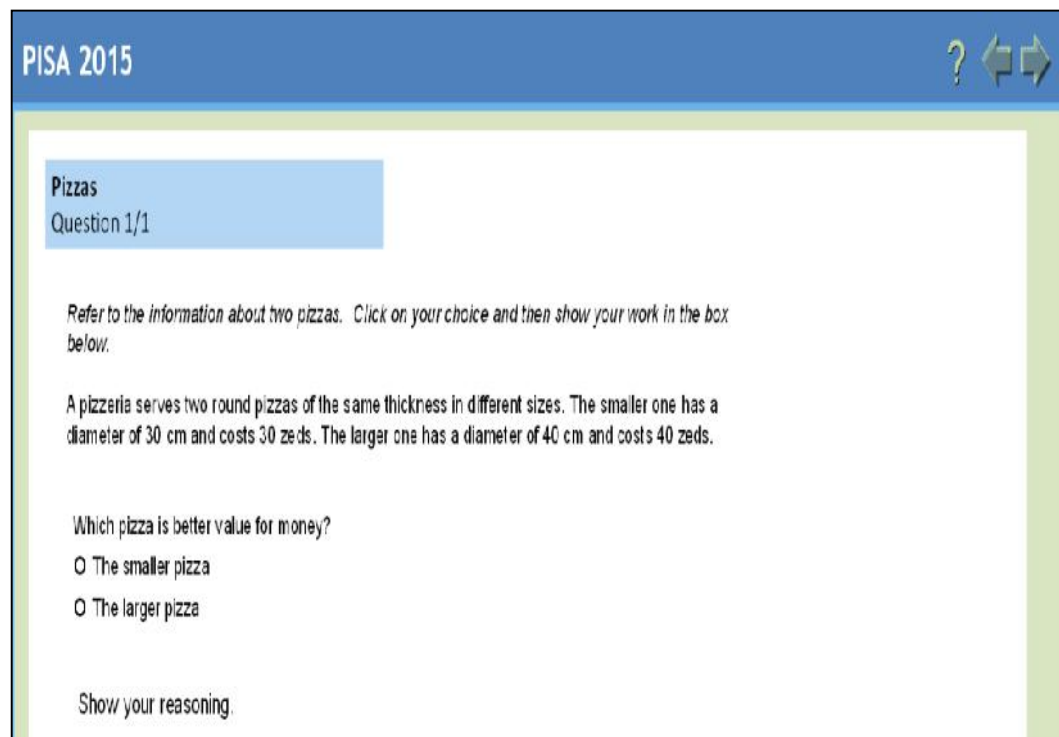 PISA 2015
?
Pizzas
Question 1/1
Refer to the information about two pizzas. Click on your choice and then show your work in the box
below.
A pizzeria serves two round pizzas of the same thickness in different sizes. The smaller one has a
diameter of 30 cm and costs 30 zeds. The larger one has a diameter of 40 cm and costs 40 zeds.
Which pizza is better value for money?
O The smaller pizza
O The larger pizza
Show your reasoning.